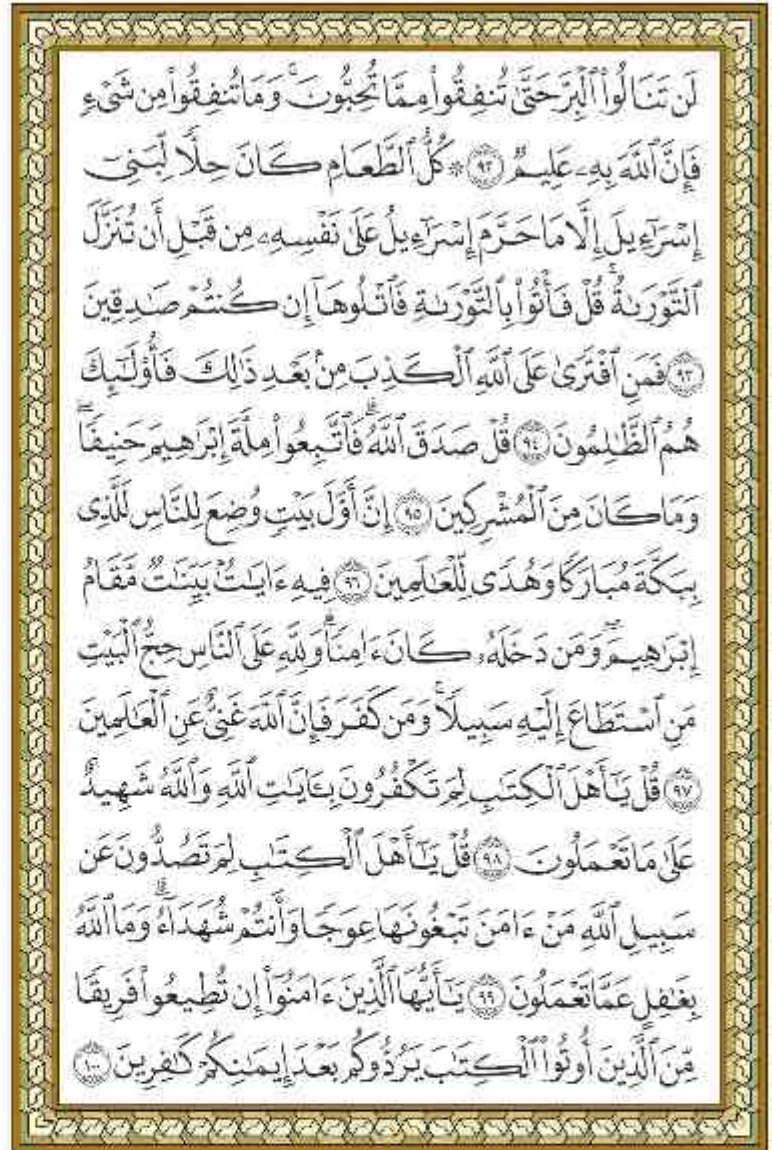 لَن تَنَالُوا۟ ٱلْبِرَّ حَتَّىٰ تُنفِقُوا۟ مِمَّا تُحِبُّونَ ۚ وَمَا تُنفِقُوا۟ مِن شَىْءٍ
فَإِنَّ ٱللَّهَ بِهِۦ عَلِيمٌ ٩٢ ۞ كُلُّ ٱلطَّعَامِ كَانَ حِلًّا لِّبَنِىٓ
إِسْرَٰٓءِيلَ إِلَّا مَا حَرَّمَ إِسْرَٰٓءِيلُ عَلَىٰ نَفْسِهِۦ مِن قَبْلِ أَن تُنَزَّلَ
ٱلتَّوْرَىٰةُ ۗ قُلْ فَأْتُوا۟ بِٱلتَّوْرَىٰةِ فَٱتْلُوهَآ إِن كُنتُمْ صَٰدِقِينَ
٩٣ فَمَنِ ٱفْتَرَىٰ عَلَى ٱللَّهِ ٱلْكَذِبَ مِنۢ بَعْدِ ذَٰلِكَ فَأُو۟لَٰٓئِكَ
هُمُ ٱلظَّٰلِمُونَ ٩٤ قُلْ صَدَقَ ٱللَّهُ ۗ فَٱتَّبِعُوا۟ مِلَّةَ إِبْرَٰهِيمَ حَنِيفًا ۖ
وَمَا كَانَ مِنَ ٱلْمُشْرِكِينَ ٩٥ إِنَّ أَوَّلَ بَيْتٍ وُضِعَ لِلنَّاسِ لَلَّذِى
بِبَكَّةَ مُبَارَكًا وَهُدًى لِّلْعَٰلَمِينَ ٩٦ فِيهِ ءَايَٰتٌۢ بَيِّنَٰتٌ مَّقَامُ
إِبْرَٰهِيمَ ۖ وَمَن دَخَلَهُۥ كَانَ ءَامِنًا ۗ وَلِلَّهِ عَلَى ٱلنَّاسِ حِجُّ ٱلْبَيْتِ
مَنِ ٱسْتَطَاعَ إِلَيْهِ سَبِيلًا ۚ وَمَن كَفَرَ فَإِنَّ ٱللَّهَ غَنِىٌّ عَنِ ٱلْعَٰلَمِينَ
٩٧ قُلْ يَٰٓأَهْلَ ٱلْكِتَٰبِ لِمَ تَكْفُرُونَ بِـَٔايَٰتِ ٱللَّهِ وَٱللَّهُ شَهِيدٌ
عَلَىٰ مَا تَعْمَلُونَ ٩٨ قُلْ يَٰٓأَهْلَ ٱلْكِتَٰبِ لِمَ تَصُدُّونَ عَن
سَبِيلِ ٱللَّهِ مَنْ ءَامَنَ تَبْغُونَهَا عِوَجًا وَأَنتُمْ شُهَدَآءُ ۗ وَمَا ٱللَّهُ
بِغَٰفِلٍ عَمَّا تَعْمَلُونَ ٩٩ يَٰٓأَيُّهَا ٱلَّذِينَ ءَامَنُوٓا۟ إِن تُطِيعُوا۟ فَرِيقًا
مِّنَ ٱلَّذِينَ أُوتُوا۟ ٱلْكِتَٰبَ يَرُدُّوكُم بَعْدَ إِيمَٰنِكُمْ كَٰفِرِينَ ١٠٠